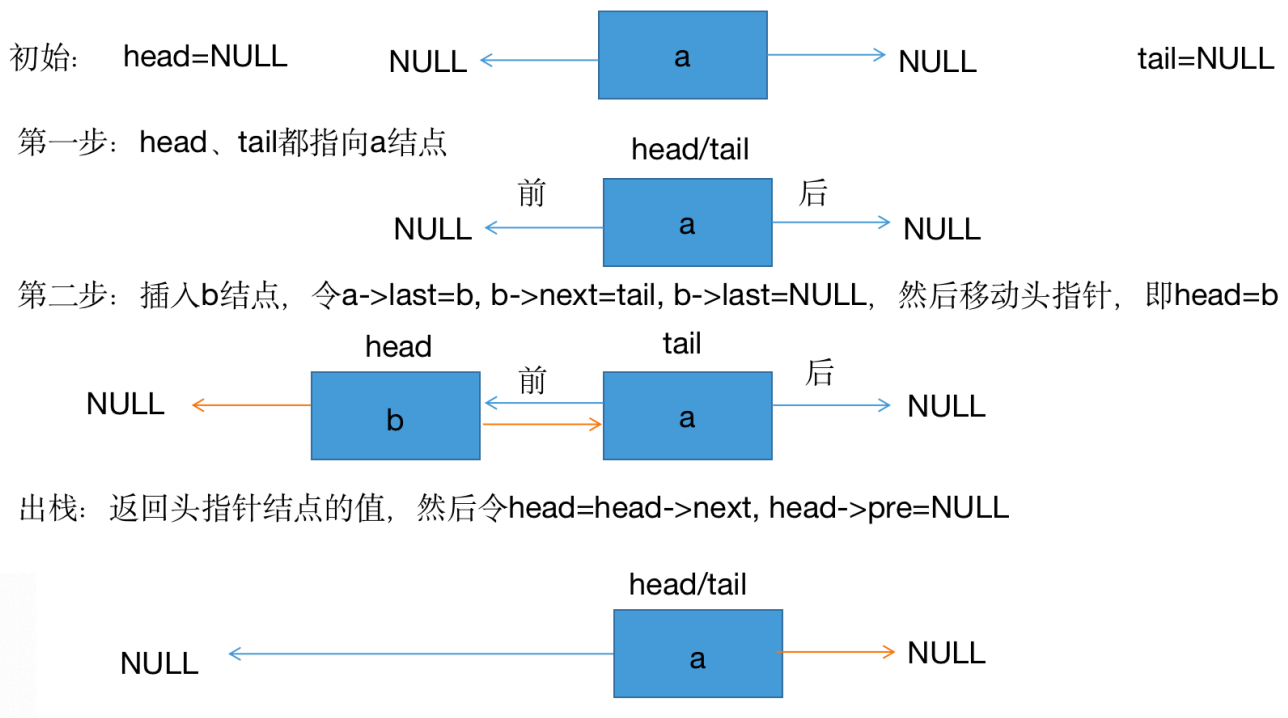 初始： head=NULL NULL a NULL tail=NULL
第一步：head、tail都指向a结点
head/tail
前 后
NULL a NULL
第二步：插入b结点，令a->last=b, b->next=tail, b->last=NULL，然后移动头指针，即head=b
head tail
前 后
NULL b a NULL
出栈：返回头指针结点的值，然后令head=head->next, head->pre=NULL
head/tail
NULL a NULL